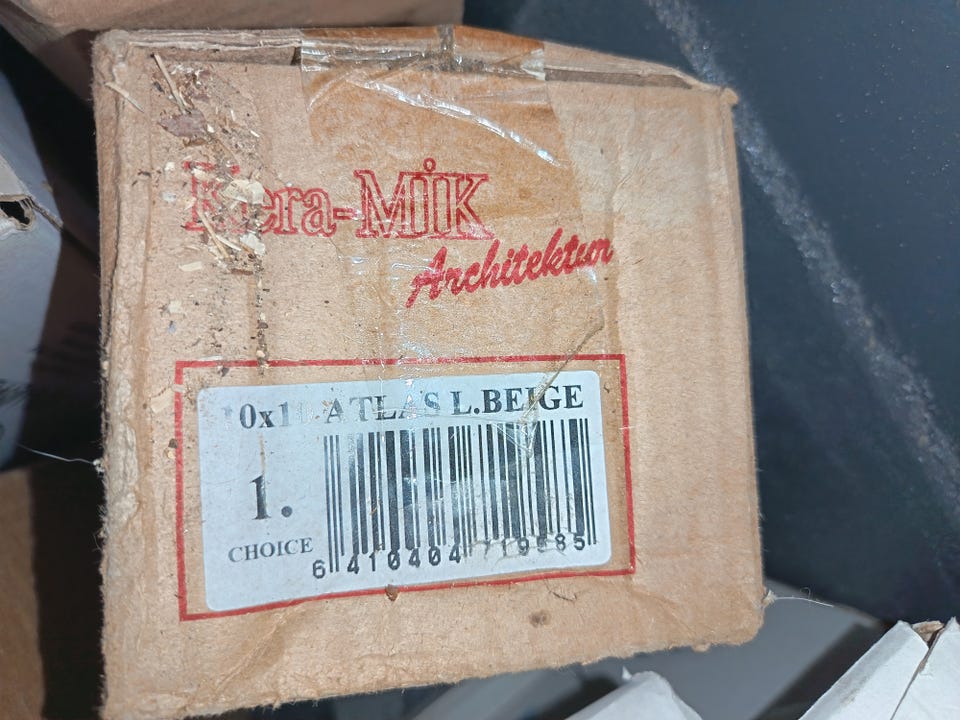 Kera-MİK
Architektur
ATLAS L.BEIGE
1.
CHOICE
6 410404 719585